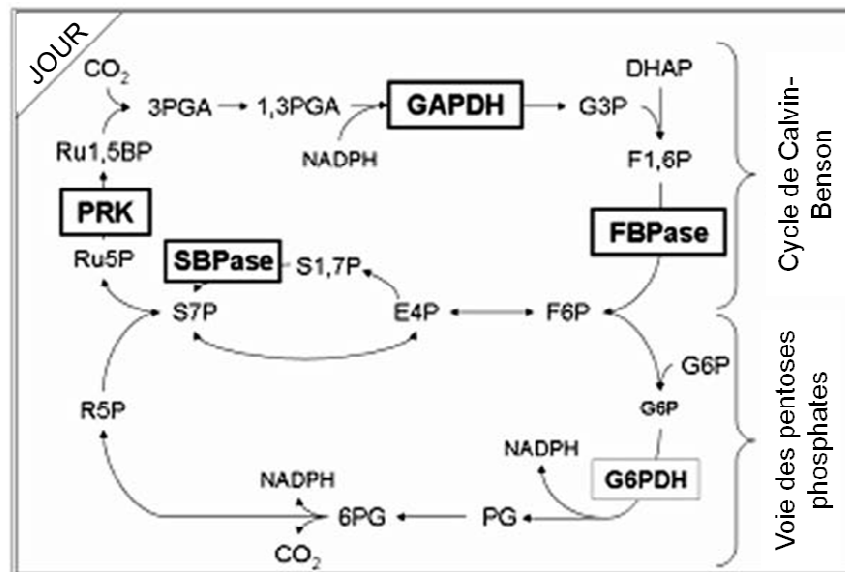 JOUR
CO2
DHAP
3PGA
1,3PGA
GAPDH
G3P
NADPH
Ru1,5BP
F1,6P
PRK
FBPase
Ru5P
SBPase
S1,7P
S7P
E4P
F6P
G6P
R5P
G6P
NADPH
G6PDH
NADPH
6PG
PG
CO2
Cycle de Calvin-
Benson
Voie des pentoses
phosphates